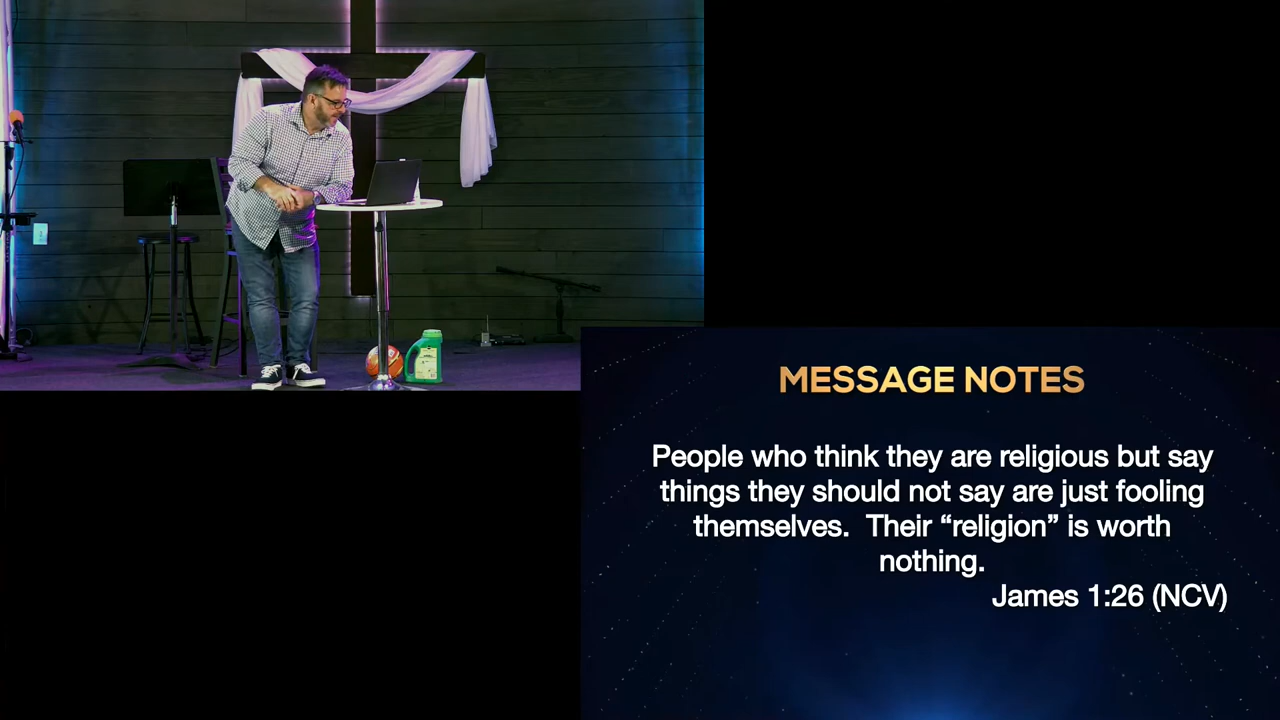 MESSAGE NOTES
People who think they are religious but say
things they should not say are just fooling
themselves.  Their “religion” is worth
nothing.
James 1:26 (NCV)